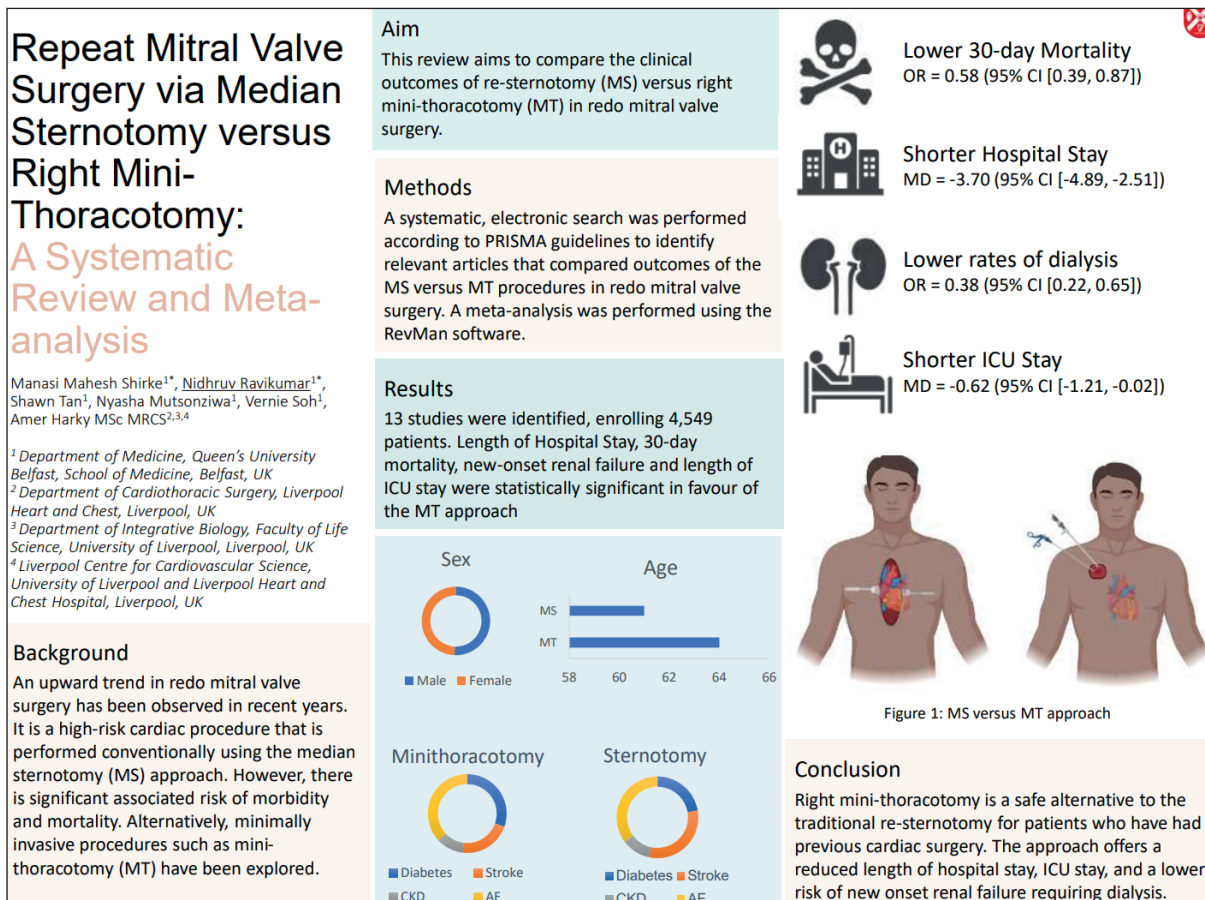 Repeat Mitral Valve
Surgery via Median
Sternotomy versus
Right Mini-
Thoracotomy:
A Systematic
Review and Meta-
analysis
Manasi Mahesh Shirke1*, Nidhruv Ravikumar1*,
Shawn Tan1, Nyasha Mutsonziwa1, Vernie Soh1,
Amer Harky MSc MRCS2,3,4
1 Department of Medicine, Queen's University
Belfast, School of Medicine, Belfast, UK
2 Department of Cardiothoracic Surgery, Liverpool
Heart and Chest, Liverpool, UK
3 Department of Integrative Biology, Faculty of Life
Science, University of Liverpool, Liverpool, UK
4 Liverpool Centre for Cardiovascular Science,
University of Liverpool and Liverpool Heart and
Chest Hospital, Liverpool, UK
Background
An upward trend in redo mitral valve
surgery has been observed in recent years.
It is a high-risk cardiac procedure that is
performed conventionally using the median
sternotomy (MS) approach. However, there
is significant associated risk of morbidity
and mortality. Alternatively, minimally
invasive procedures such as mini-
thoracotomy (MT) have been explored.
Aim
This review aims to compare the clinical
outcomes of re-sternotomy (MS) versus right
mini-thoracotomy (MT) in redo mitral valve
surgery.
Methods
A systematic, electronic search was performed
according to PRISMA guidelines to identify
relevant articles that compared outcomes of the
MS versus MT procedures in redo mitral valve
surgery. A meta-analysis was performed using the
RevMan software.
Results
13 studies were identified, enrolling 4,549
patients. Length of Hospital Stay, 30-day
mortality, new-onset renal failure and length of
ICU stay were statistically significant in favour of
the MT approach
Sex
Male Female
Age
MS
MT
58 60 62 64 66
Minithoracotomy
Diabetes Stroke
CKD AF
Sternotomy
Diabetes Stroke
CKD AF
Lower 30-day Mortality
OR = 0.58 (95% CI [0.39, 0.87])
H
Shorter Hospital Stay
MD = -3.70 (95% CI [-4.89, -2.51])
Lower rates of dialysis
OR = 0.38 (95% CI [0.22, 0.65])
Shorter ICU Stay
MD = -0.62 (95% CI [-1.21, -0.02])
Figure 1: MS versus MT approach
Conclusion
Right mini-thoracotomy is a safe alternative to the
traditional re-sternotomy for patients who have had
previous cardiac surgery. The approach offers a
reduced length of hospital stay, ICU stay, and a lower
risk of new onset renal failure requiring dialysis.